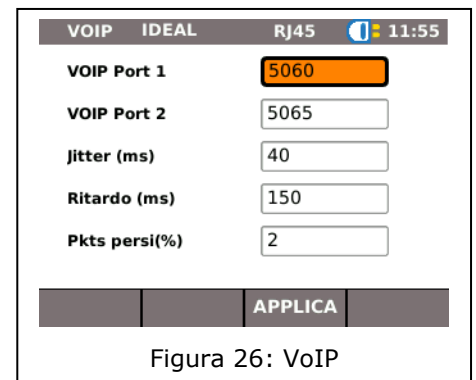 VOIP IDEAL RJ45 11:55
VOIP Port 1 5060
VOIP Port 2 5065
Jitter (ms) 40
Ritardo (ms) 150
Pkts persi(%) 2
APPLICA
Figura 26: VoIP